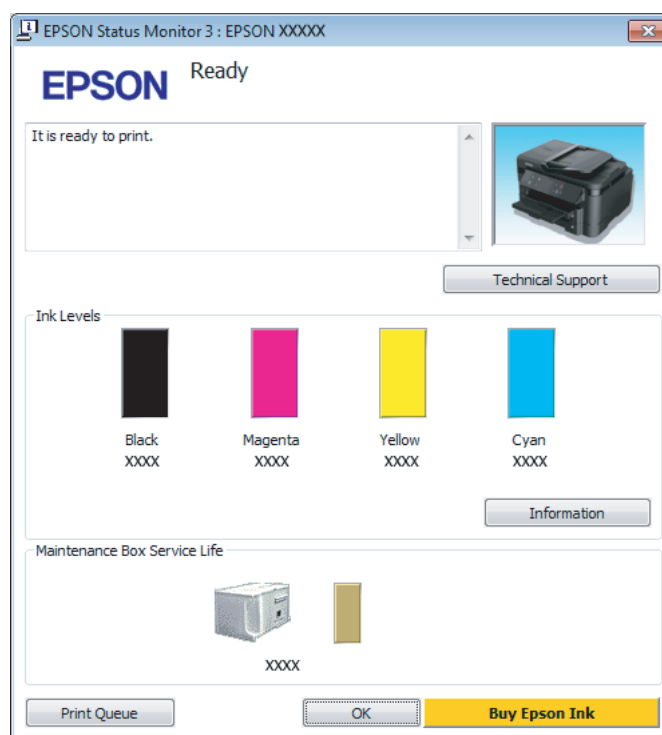 EPSON Status Monitor 3 : EPSON XXXXX
EPSON
Ready
It is ready to print.
Technical Support
Ink Levels
Black
Magenta
Yellow
Cyan
XXXX
XXXX
XXXX
XXXX
Information
Maintenance Box Service Life
XXXX
Print Queue
OK
Buy Epson Ink